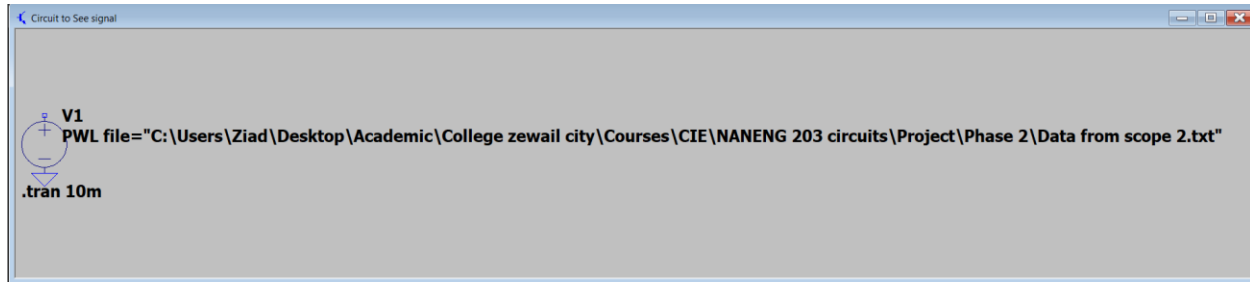 Circuit to See signal
V1
PWL file="C:\Users\Ziad\Desktop\Academic\College zewail city\Courses\CIE\NANENG 203 circuits\Project\Phase 2\Data from scope 2.txt"
.tran 10m